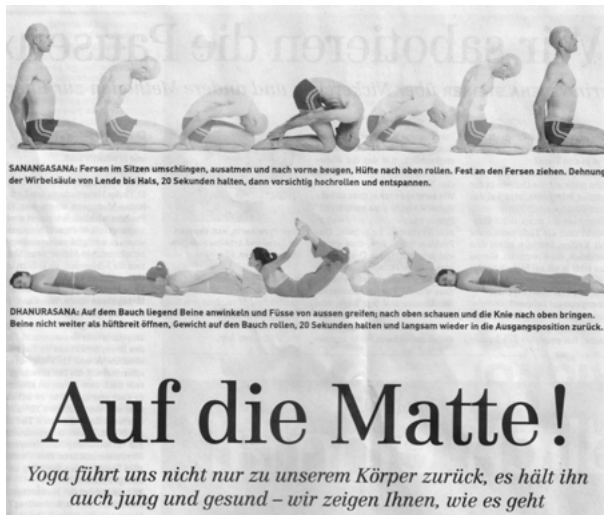 Wir sabotieren die Pause
SANANGASANA: Fersen im Sitzen umschlingen, ausatmen und nach vorne beugen, Hüfte nach oben rollen. Fest an den Fersen ziehen. Dehnung
der Wirbelsäule von Lende bis Hals, 20 Sekunden halten, dann vorsichtig hochrollen und entspannen.
DHANURASANA: Auf dem Bauch liegend Beine anwinkeln und Füsse von aussen greifen; nach oben schauen und die Knie nach oben bringen.
Beine nicht weiter als hüftbreit öffnen, Gewicht auf den Bauch rollen, 20 Sekunden halten und langsam wieder in die Ausgangsposition zurück.
Auf die Matte!
Yoga führt uns nicht nur zu unserem Körper zurück, es hält ihn
auch jung und gesund – wir zeigen Ihnen, wie es geht